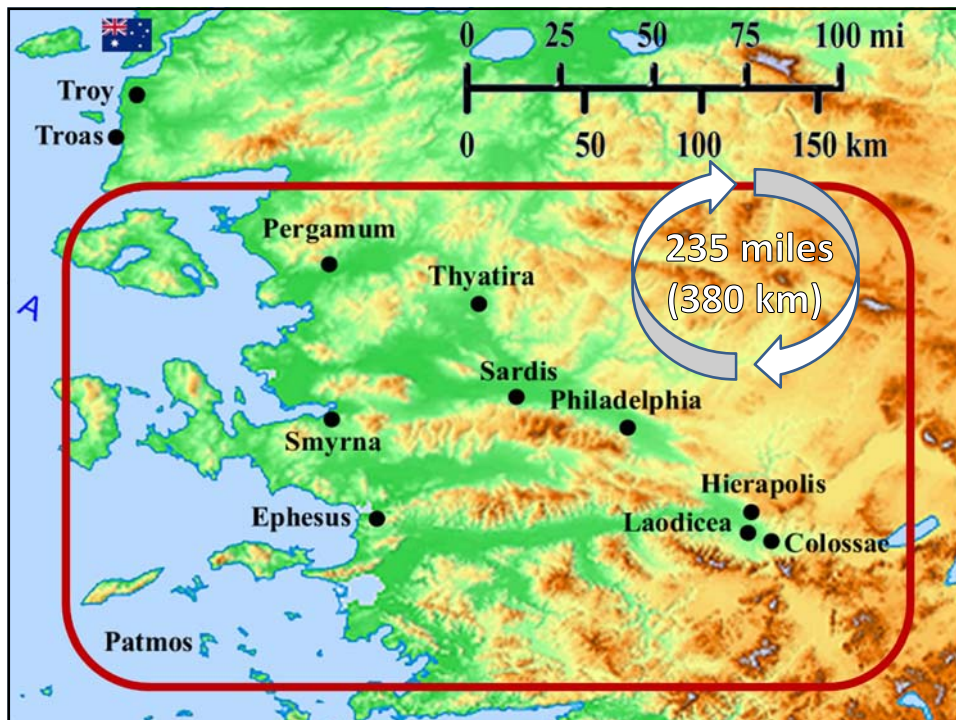 0 25 50 75 100 mi
0 50 100 150 km
Troy
Troas
Pergamum
235 miles
(380 km)
Thyatira
A
Sardis
Philadelphia
Smyrna
Hierapolis
Ephesus
Laodicea
Colossae
Patmos